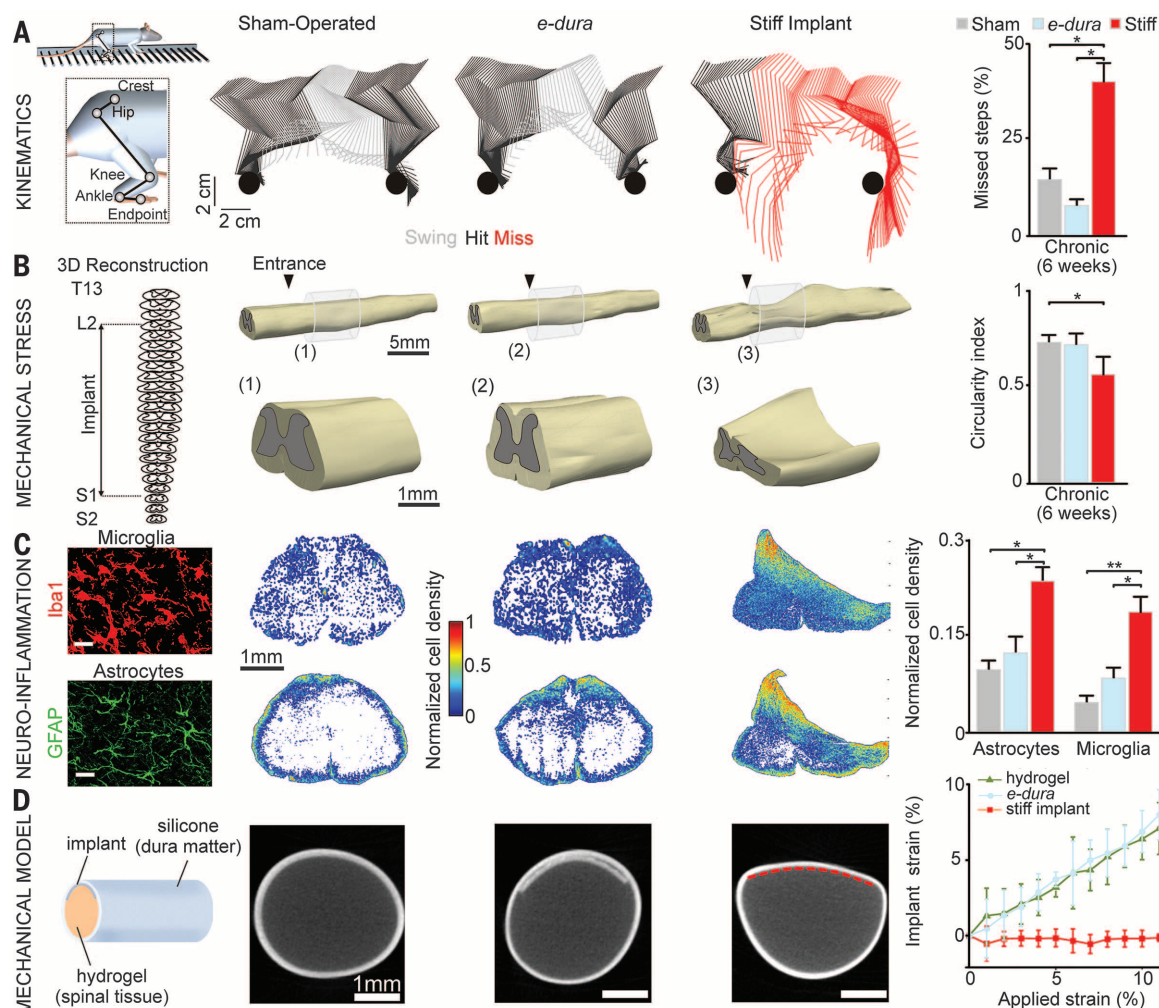 A
KINEMATICS
Crest
Hip
Knee
Ankle
Endpoint
Sham-Operated
e-dura
Stiff Implant
2 cm
2 cm
Swing Hit Miss
Sham e-dura Stiff
Missed steps (%)
50
25
0
*
*
Chronic
(6 weeks)
B
MECHANICAL STRESS
3D Reconstruction
T13
L2
Implant
S1
S2
Entrance
(1)
5mm
(2)
(3)
(1)
(2)
(3)
1mm
Circularity index
1
0.5
0
*
Chronic
(6 weeks)
C
NEURO-INFLAMMATION
Microglia
Iba1
Astrocytes
GFAP
1mm
Normalized cell density
1
0.5
0
Normalized cell density
0.3
0.15
0
*
*
**
*
Astrocytes Microglia
D
MECHANICAL MODEL
implant
silicone
(dura matter)
hydrogel
(spinal tissue)
1mm
hydrogel
e-dura
stiff implant
Implant strain (%)
10
5
0
0 5 10
Applied strain (%)